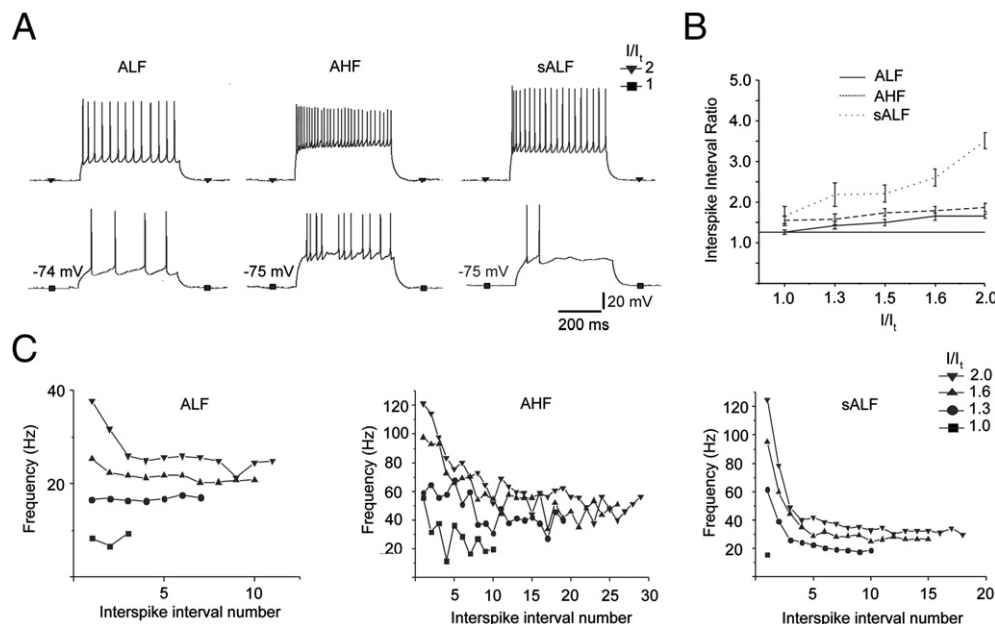 A
ALF
AHF
sALF
I/It
2
1
-74 mV
-75 mV
-75 mV
20 mV
200 ms
B
Interspike Interval Ratio
5.0
4.0
3.0
2.0
1.0
ALF
AHF
sALF
1.0 1.3 1.5 1.6 2.0
I/It
C
Frequency (Hz)
40
20
ALF
5 10
Interspike interval number
Frequency (Hz)
120
100
80
60
40
20
AHF
5 10 15 20 25 30
Interspike interval number
Frequency (Hz)
120
100
80
60
40
20
sALF
0 5 10 15 20
Interspike interval number
I/It
2.0
1.6
1.3
1.0